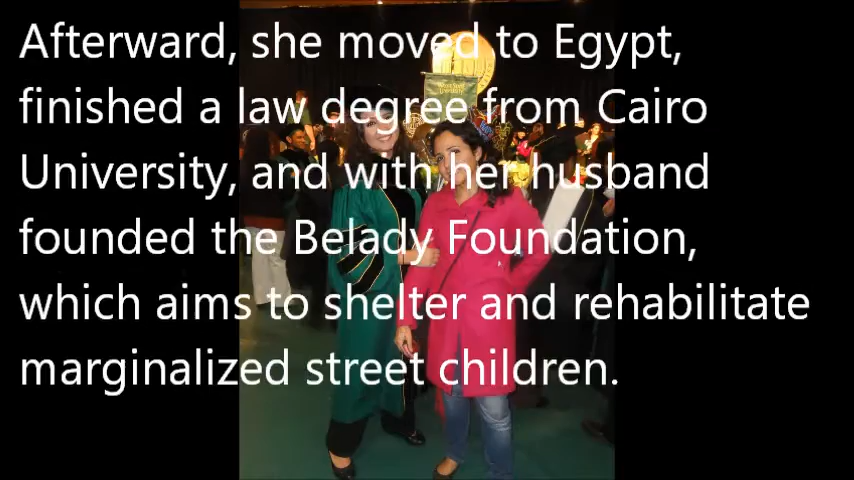 Afterward, she moved to Egypt,
finished a law degree from Cairo
University, and with her husband
founded the Belady Foundation,
which aims to shelter and rehabilitate
marginalized street children.